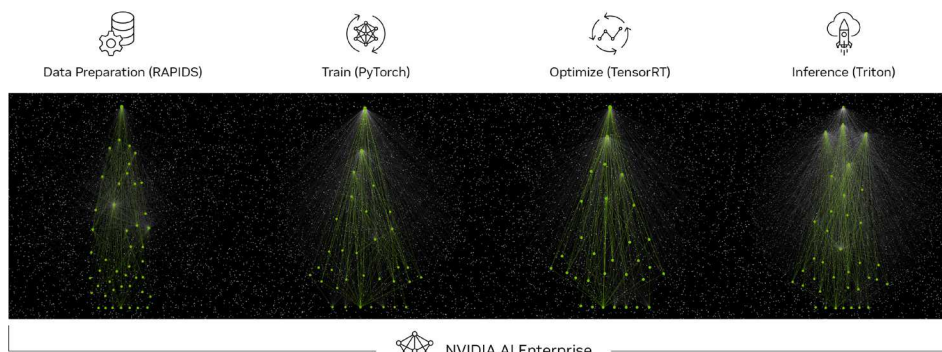 Data Preparation (RAPIDS)
Train (PyTorch)
Optimize (TensorRT)
Inference (Triton)
NVIDIA AI Enterprise